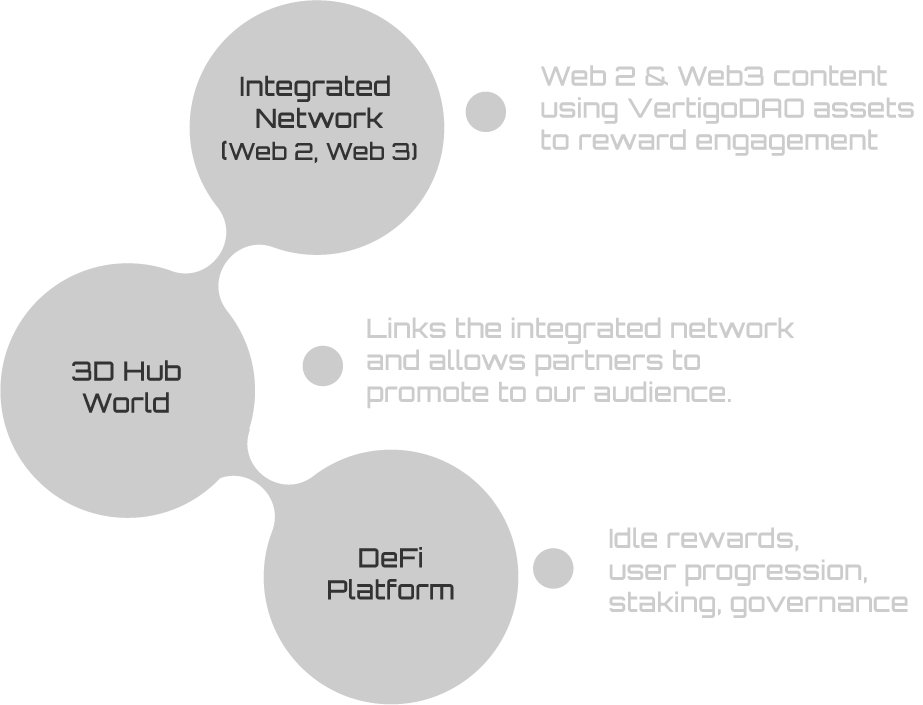 Integrated
Network
(Web 2, Web 3)
Web 2 & Web3 content
using VertigoDAO assets
to reward engagement
3D Hub
World
Links the integrated network
and allows partners to
promote to our audience.
DeFi
Platform
Idle rewards,
user progression,
staking, governance